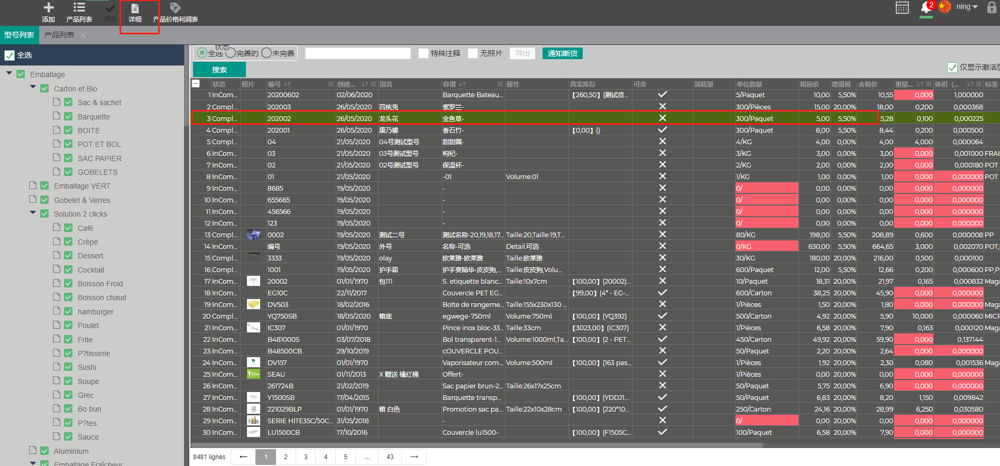 添加 产品列表 保存 详细 产品价格利润表 2 ning
型号列表 产品列表 ×
全选
Emballage
Carton et Bio
Sac & sachet
Barquette
BOITE
POT ET BOL
SAC PAPIER
GOBELETS
Emballage VERT
Gobelet & Verres
Solution 2 clicks
Café
Crèpe
Dessert
Cocktail
Boisson Froid
Boisson chaud
hamburger
Poulet
Frite
P?tisserie
Sushi
Soupe
Grec
Bo bun
P?tes
Sauce
Aluminium
Emballage Fraîcheur
状态
全选 完善的 未完善 特殊注释 无照片 导出 通知断货
搜索
仅显示激活型
状态 照片 编号 创建... 别名 称谓 属性 真实库存 可卖 消耗量 单位数量 税前价 增值税 含税价 重量... 体积（... 标签
1 InCom... 20200602 02/06/2020 Barquette Bateau... 【260,50】(测试货... 5/Paquet 10,00 5,50% 10,55 0,000 1,000000
2 Compl... 202003 26/05/2020 四桃克 紫罗兰- 300/Pièces 15,00 20,00% 18,00 0,200 0,000368
3 Compl... 202002 26/05/2020 龙头花 金鱼草- 300/Paquet 5,00 5,50% 5,28 0,100 0,000225
4 Compl... 202001 26/05/2020 康乃馨 香石竹- 【0,00】() 300/Paquet 8,00 5,50% 8,44 0,200 0,000500
5 Compl... 04 21/05/2020 04号测试型号 甜甜圈- 4/KG 4,00 0,00% 4,00 4,000 0,000064
6 InCom... 03 21/05/2020 03号测试型号 枸杞- 3/KG 3,00 0,00% 3,00 0,000 0,001000 FRAI
7 InCom... 02 21/05/2020 02号测试型号 保温杯- 2/KG 2,00 0,00% 2,00 0,000 0,000180 POT
8 InCom... 01 21/05/2020 -01 Volume:01 1/KG 1,00 0,00% 1,00 0,000 0,000000 POT
9 InCom... 8685 19/05/2020 - 0/ 0,00 0,00% 0,00 0,000 0,000000
10 InCom... 655665 19/05/2020 - 0/ 0,00 0,00% 0,00 0,000 0,000000
11 InCom... 456566 19/05/2020 - 0/ 0,00 0,00% 0,00 0,000 0,000000
12 InCom... 123 19/05/2020 - 0/ 0,00 0,00% 0,00 0,000 0,000000
13 Compl... 0002 19/05/2020 测试二号 测试名称-20,19,18,17... Taille:20,Taille:19,T... 80/KG 198,00 5,50% 208,89 0,600 0,000008 PP
14 InCom... 编号 19/05/2020 外号 名称-可选 Detail:可选 0/KG 630,00 5,50% 664,65 3,000 0,002070 POT,
15 Compl... 3333 19/05/2020 olay 欧莱雅-欧莱雅 Taille:欧莱雅 30/KG 180,00 20,00% 216,00 0,500 0,000100
16 Compl... 1001 19/05/2020 护手霜 护手爽精华-皮皮狗,... Taille:皮皮狗,Volu... 600/Paquet 12,00 5,50% 12,66 0,200 0,000600 PP,P
17 InCom... 20002 01/01/1970 包111 S. etiquette blanc... Taille:10x7cm 【100,00】(20002)... 10/Paquet 18,31 20,00% 21,97 0,165 0,000832 Maga
18 InCom... EG10C 22/11/2017 Couvercle PET EG... 【99,00】(4* - EG-... 600/Carton 38,25 20,00% 45,90 0,000 0,000000
19 InCom... DV503 18/02/2016 Boîte de rangeme... Taille:155x230x130 ... 1/Pièces 1,50 20,00% 1,80 0,000 0,000000 Maga
20 Compl... YQ750SB 18/05/2020 箱底 egwege-750ml Volume:750ml 【100,00】(YQ392) 500/Carton 4,92 20,00% 5,90 10,000 0,000060 MICR
21 InCom... IC307 01/01/1970 Pince inox bloc-33... Taille:33cm 【3023,00】(IC307) 1/Pièces 6,58 20,00% 7,90 0,163 0,000120 Maga
22 InCom... B481000S 03/07/2018 Bol transparent-1... Volume:1000ml,Ta... 【100,00】(2 - PET... 450/Carton 49,92 20,00% 59,90 0,000 0,137144
23 InCom... B48500CB 29/10/2019 cOUVERCLE POU... 50/Paquet 2,20 20,00% 2,64 0,000 0,000000
24 InCom... DV157 01/01/1970 Vaporisateur com... Volume:500ml 【100,00】(163 pas... 1/Pièces 1,92 20,00% 2,30 0,080 0,001536 Maga
25 InCom... SEAU 01/11/2013 X 赠送 橘红桶 Offert- 1/Pièces 0,00 20,00% 0,00 0,000 0,000000
26 InCom... 261724B 21/02/2019 Sac papier brun-2... Taille:26x17x25cm 50/Paquet 5,75 20,00% 6,90 0,000 0,000000
27 InCom... Y1500SB 17/04/2015 Barquette transp... 【100,00】(YDDJ1... 50/Paquet 6,83 20,00% 8,20 1,150 0,009842
28 InCom... 221029BLP 01/01/1970 箱 白色 Promotion sac pa... Taille:22x10x28cm 【100,00】(220*10... 250/Carton 24,16 20,00% 28,99 6,250 0,030580
29 InCom... SERIE HITE35C/50C... 31/05/2018 - 0/ 0,00 20,00% 0,00 0,000 0,000000
30 InCom... LU1500CB 17/10/2016 Couvercle lu1500- 【100,00】(F1505C... 100/Paquet 6,58 20,00% 7,90 0,000 0,000000
8481 lignes ← 1 2 3 4 5 ... 43 →